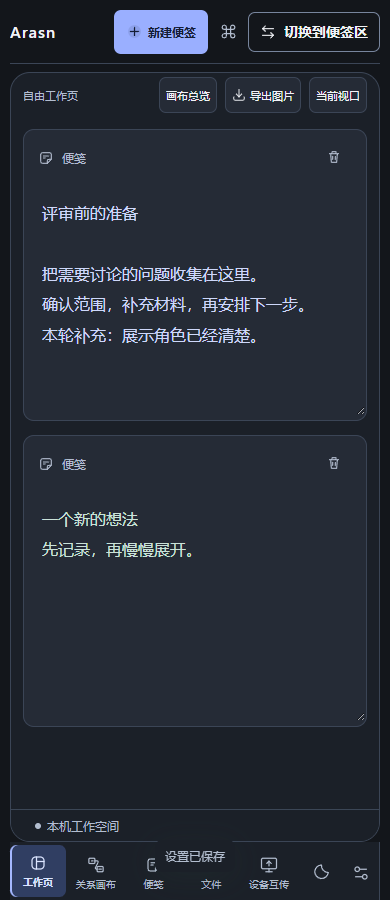 Arasn
新建便签
切换到便签区
自由工作页
画布总览
导出图片
当前视口
便笺
评审前的准备
把需要讨论的问题收集在这里。
确认范围，补充材料，再安排下一步。
本轮补充：展示角色已经清楚。
便笺
一个新的想法
先记录，再慢慢展开。
本机工作空间
设置已保存
工作页
关系画布
便笺
文件
设备互传